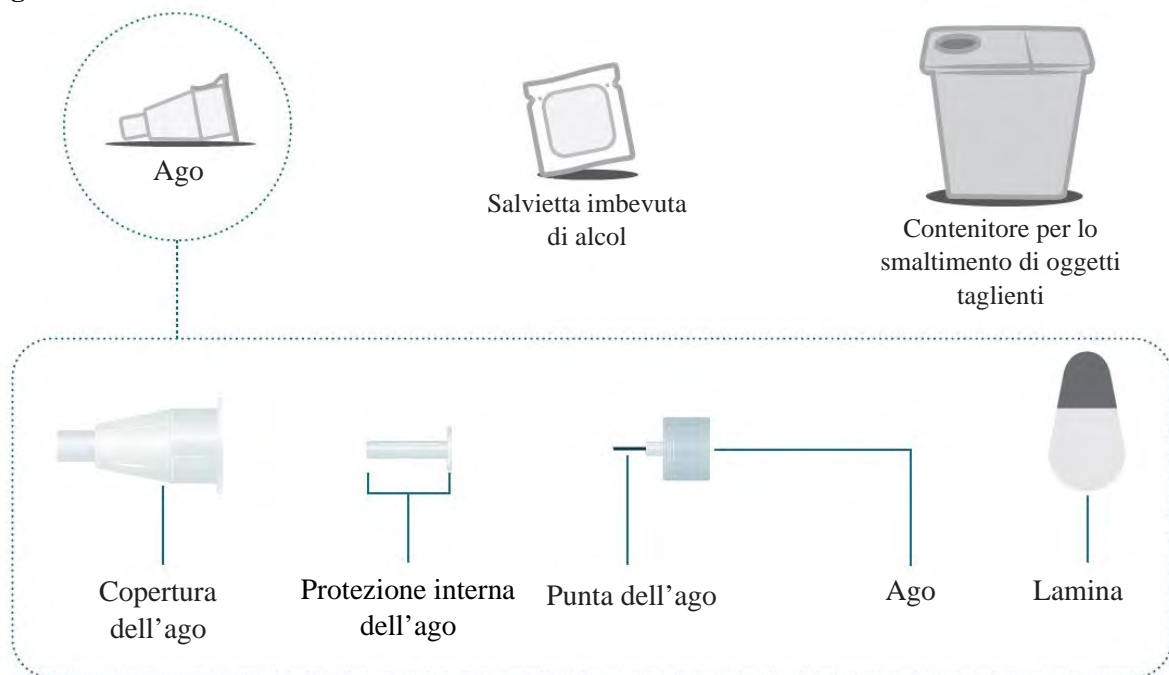 Ago
Salvietta imbevuta
di alcol
Contenitore per lo
smaltimento di oggetti
taglienti
Copertura
dell’ago
Protezione interna
dell’ago
Punta dell’ago
Ago
Lamina